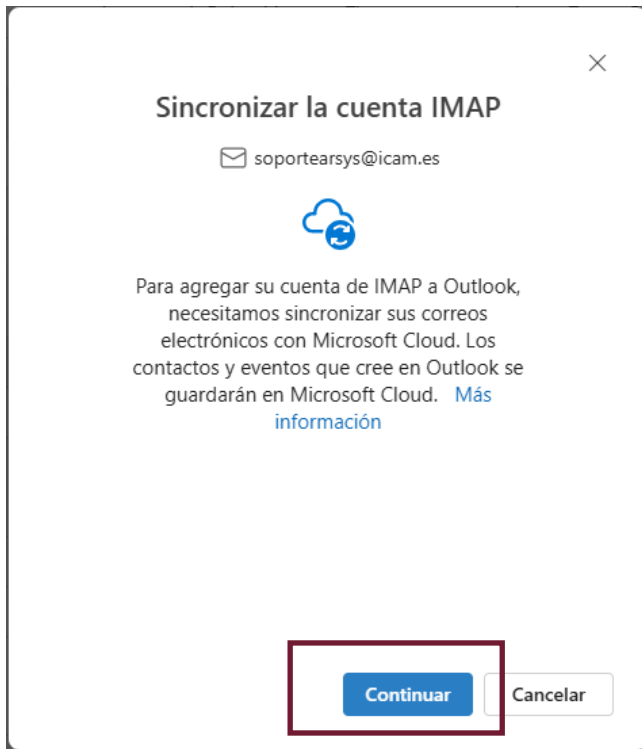 Sincronizar la cuenta IMAP
soportearsys@icam.es
Para agregar su cuenta de IMAP a Outlook,
necesitamos sincronizar sus correos
electrónicos con Microsoft Cloud. Los
contactos y eventos que cree en Outlook se
guardarán en Microsoft Cloud. Más
información
Continuar Cancelar